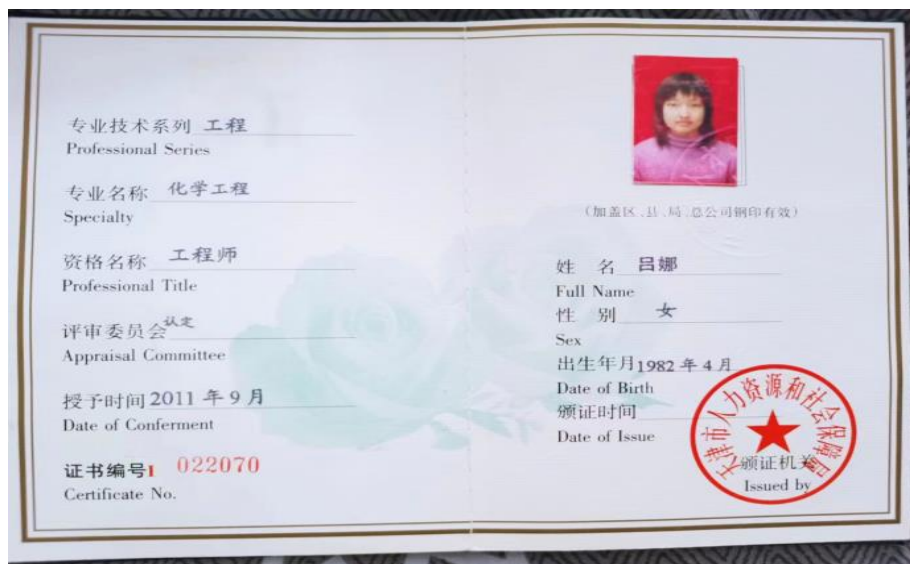 专业技术系列 工程
Professional Series
专业名称 化学工程
Specialty
资格名称 工程师
Professional Title
评审委员会 认定
Appraisal Committee
授予时间 2011 年 9 月
Date of Conferment
证书编号I 022070
Certificate No.
(加盖区、县、局、总公司钢印有效)
姓 名 吕娜
Full Name
性 别 女
Sex
出生年月 1982 年 4 月
Date of Birth
颁证时间
Date of Issue
天津市人力资源和社会保障局
颁证机关
Issued by